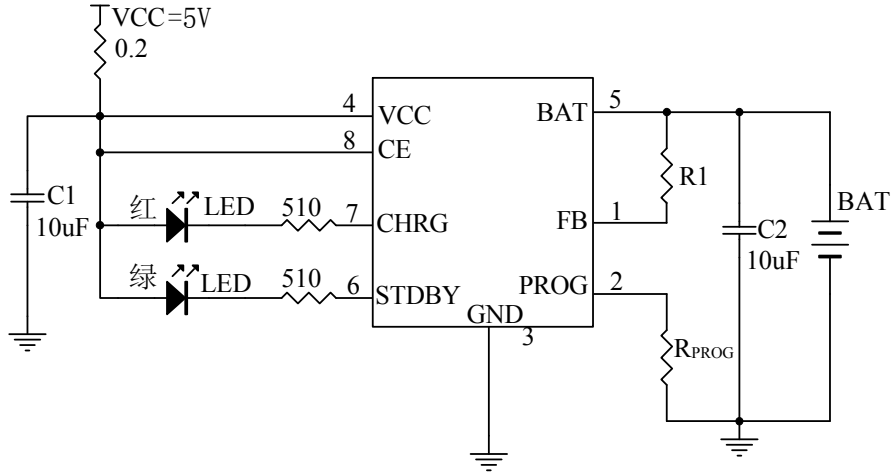 VCC=5V
0.2
4
VCC
BAT
5
8
CE
C1
10uF
红
LED
510
7
CHRG
FB
1
R1
C2
10uF
BAT
绿
LED
510
6
STDBY
PROG
2
GND
3
RPROG